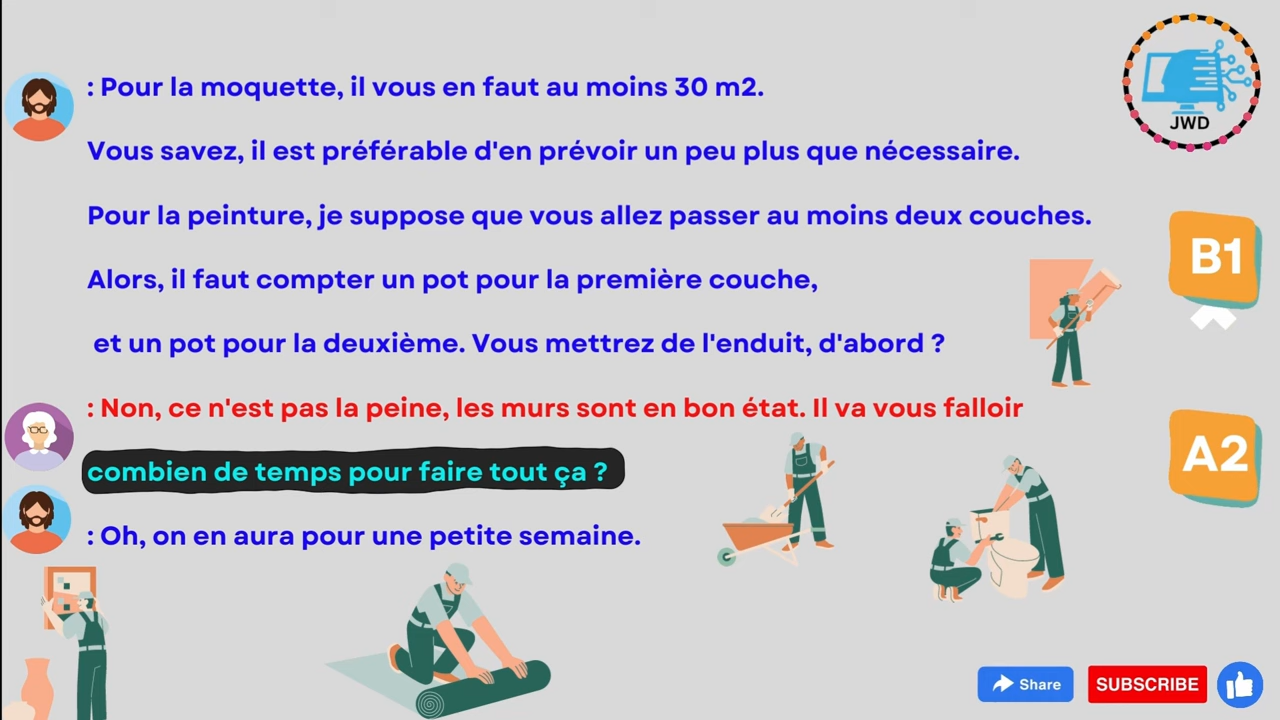 : Pour la moquette, il vous en faut au moins 30 m2.
Vous savez, il est préférable d'en prévoir un peu plus que nécessaire.
Pour la peinture, je suppose que vous allez passer au moins deux couches.
Alors, il faut compter un pot pour la première couche,
et un pot pour la deuxième. Vous mettrez de l'enduit, d'abord ?
: Non, ce n'est pas la peine, les murs sont en bon état. Il va vous falloir
combien de temps pour faire tout ça ?
: Oh, on en aura pour une petite semaine.
JWD
B1
A2
Share
SUBSCRIBE